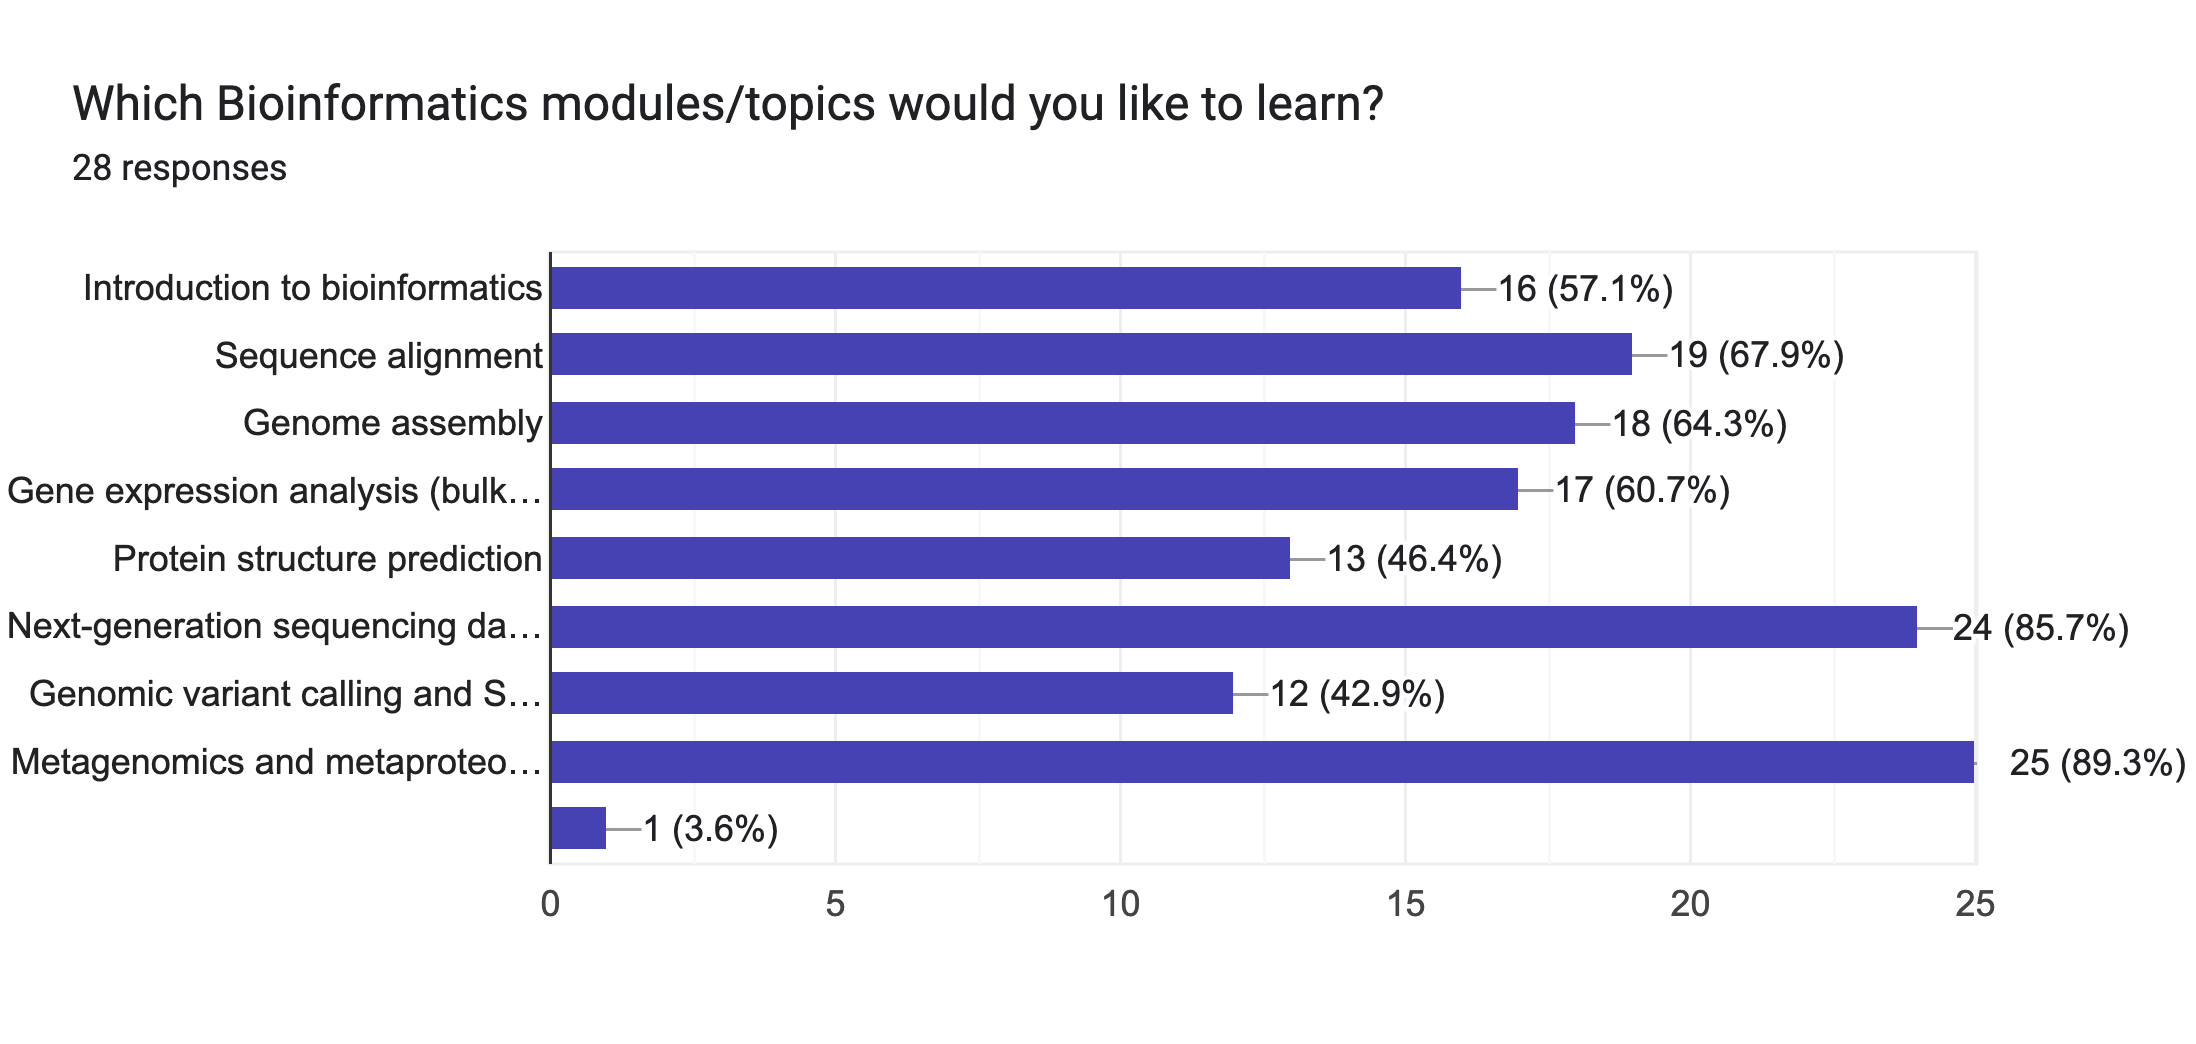 Which Bioinformatics modules/topics would you like to learn?
28 responses
Introduction to bioinformatics 16 (57.1%)
Sequence alignment 19 (67.9%)
Genome assembly 18 (64.3%)
Gene expression analysis (bulk… 17 (60.7%)
Protein structure prediction 13 (46.4%)
Next-generation sequencing da… 24 (85.7%)
Genomic variant calling and S… 12 (42.9%)
Metagenomics and metaproteo… 25 (89.3%)
1 (3.6%)
0 5 10 15 20 25